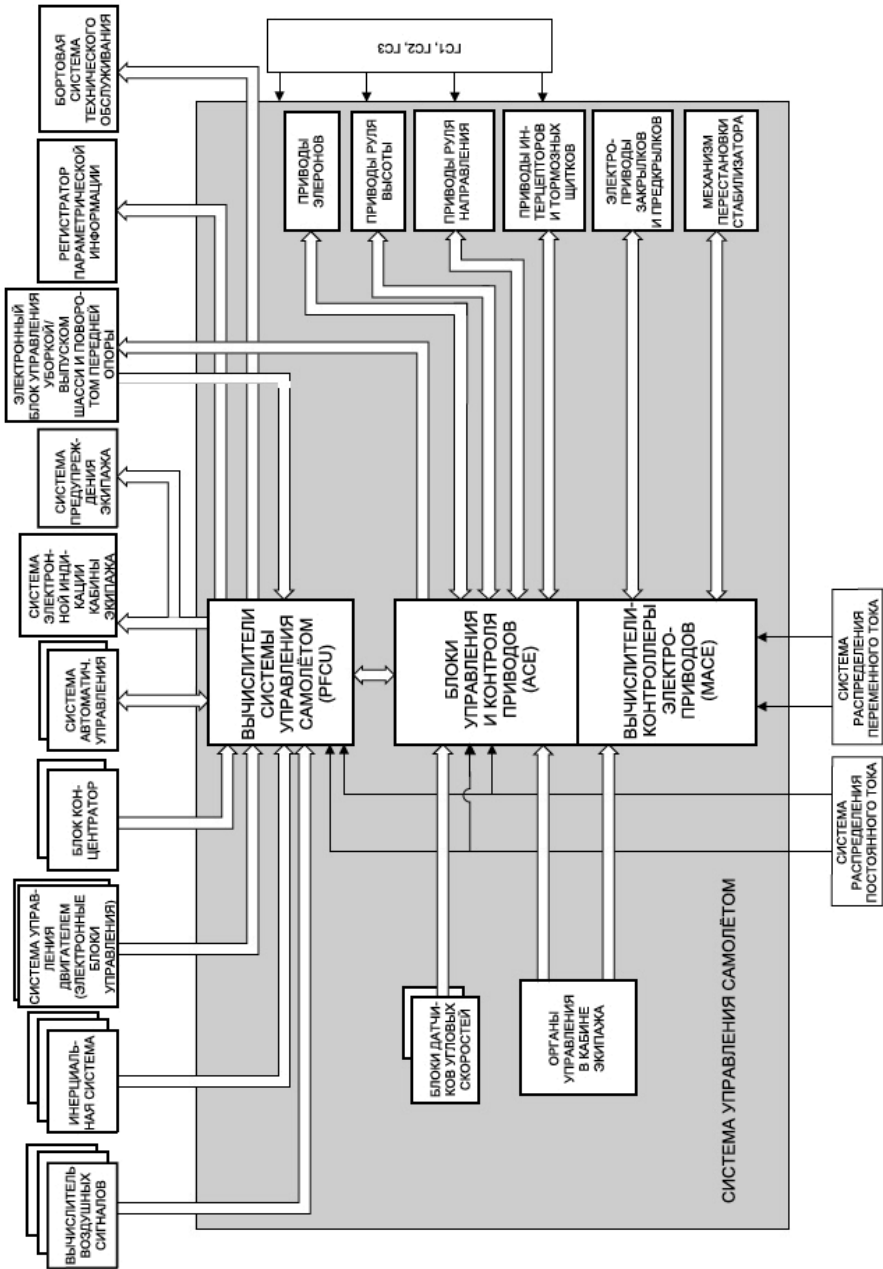 ВЫЧИСЛИТЕЛЬ
ВОЗДУШНЫХ
СИГНАЛОВ
ИНЕРЦИАЛЬ-
НАЯ СИСТЕМА
СИСТЕМА УПРАВ-
ЛЕНИЯ
ДВИГАТЕЛЕМ
(ЭЛЕКТРОННЫЕ
БЛОКИ
УПРАВЛЕНИЯ)
БЛОК КОН-
ЦЕНТРАТОР
СИСТЕМА
АВТОМАТИЧ.
УПРАВЛЕНИЯ
СИСТЕМА
ЭЛЕКТРОН-
НОЙ ИНДИ-
КАЦИИ
КАБИНЫ
ЭКИПАЖА
СИСТЕМА
ПРЕДУПРЕЖ-
ДЕНИЯ
ЭКИПАЖА
ЭЛЕКТРОННЫЙ
БЛОК УПРАВЛЕНИЯ
УБОРКОЙ/
ВЫПУСКОМ
ШАССИ И ПОВОРО-
ТОМ ПЕРЕДНЕЙ
ОПОРЫ
РЕГИСТРАТОР
ПАРАМЕТРИЧЕСКОЙ
ИНФОРМАЦИИ
БОРТОВАЯ
СИСТЕМА
ТЕХНИЧЕСКОГО
ОБСЛУЖИВАНИЯ
ВЫЧИСЛИТЕЛИ
СИСТЕМЫ
УПРАВЛЕНИЯ
САМОЛЁТОМ
(PFCU)
ПРИВОДЫ
ЭЛЕРОНОВ
ПРИВОДЫ РУЛЯ
ВЫСОТЫ
ПРИВОДЫ РУЛЯ
НАПРАВЛЕНИЯ
ПРИВОДЫ ИН-
ТЕРЦЕПТОРОВ
И ТОРМОЗНЫХ
ЩИТКОВ
ЭЛЕКТРО-
ПРИВОДЫ
ЗАКРЫЛКОВ
И ПРЕДКРЫЛКОВ
МЕХАНИЗМ
ПЕРЕСТАНОВКИ
СТАБИЛИЗАТОРА
ГС1, ГС2, ГС3
БЛОКИ ДАТЧИ-
КОВ УГЛОВЫХ
СКОРОСТЕЙ
ОРГАНЫ
УПРАВЛЕНИЯ
В КАБИНЕ
ЭКИПАЖА
БЛОКИ
УПРАВЛЕНИЯ
И КОНТРОЛЯ
ПРИВОДОВ
(ACE)
ВЫЧИСЛИТЕЛИ-
КОНТРОЛЛЕРЫ
ЭЛЕКТРО-
ПРИВОДОВ
(MACE)
СИСТЕМА УПРАВЛЕНИЯ САМОЛЁТОМ
СИСТЕМА
РАСПРЕДЕЛЕНИЯ
ПОСТОЯННОГО ТОКА
СИСТЕМА
РАСПРЕДЕЛЕНИЯ
ПЕРЕМЕННОГО ТОКА